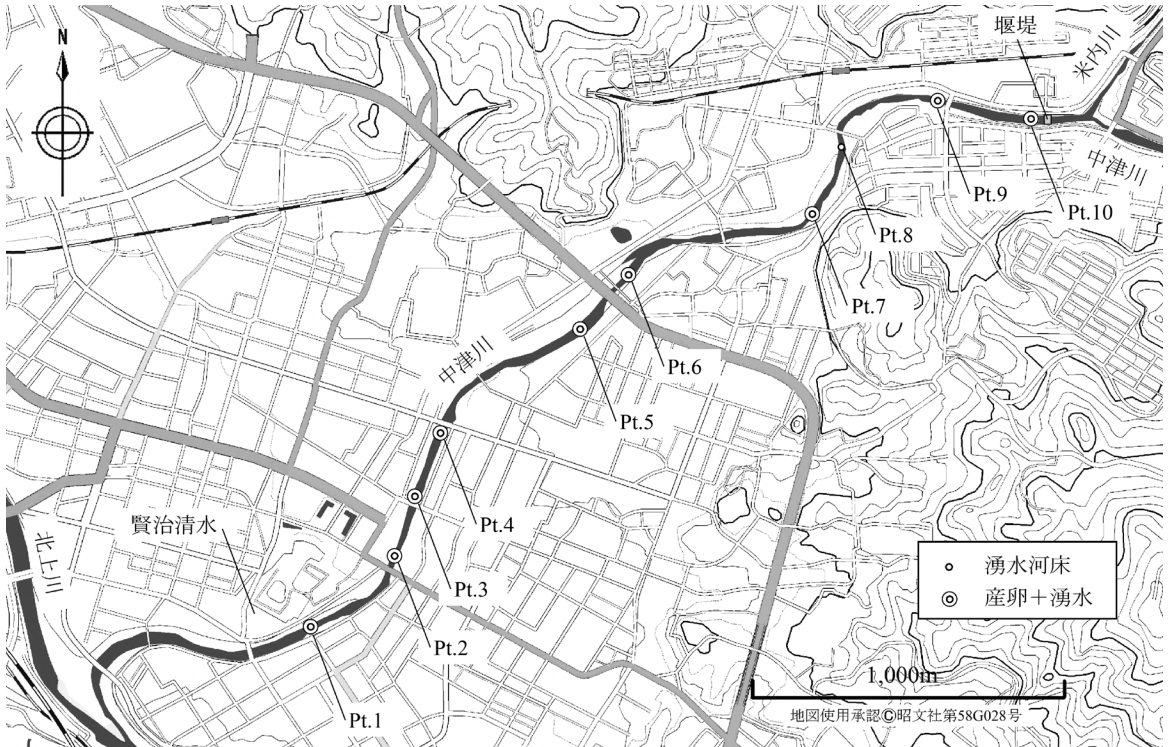 堰堤
N
米内川
中津川
Pt.9
Pt.10
Pt.8
Pt.7
Pt.6
中津川
Pt.5
Pt.4
賢治清水
Pt.3
北上川
Pt.2
Pt.1
湧水河床
産卵+湧水
1,000m
地図使用承認©昭文社第58G028号